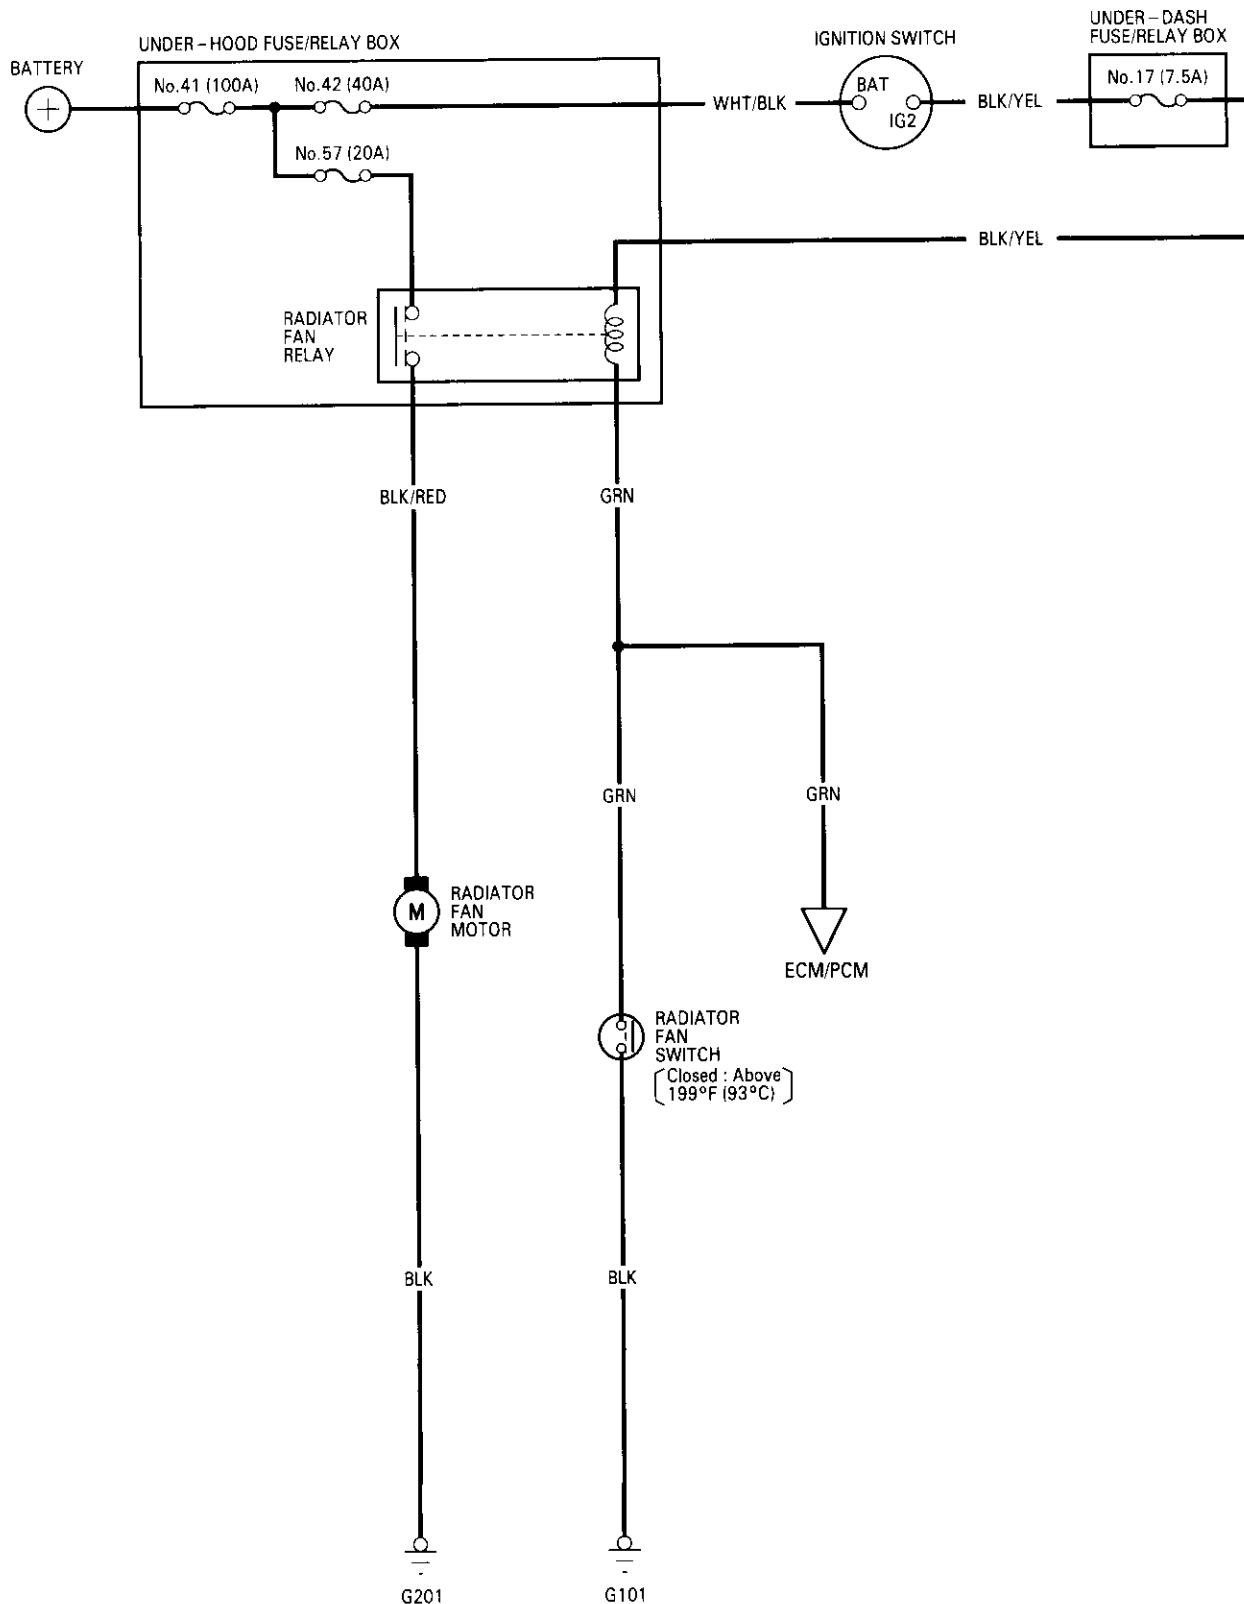 UNDER-DASH
FUSE/RELAY BOX
IGNITION SWITCH
UNDER-HOOD FUSE/RELAY BOX
BATTERY
No.41 (100A)
No.42 (40A)
WHT/BLK
BAT
IG2
BLK/YEL
No.17 (7.5A)
No.57 (20A)
BLK/YEL
RADIATOR
FAN
RELAY
BLK/RED
GRN
GRN
GRN
M
RADIATOR
FAN
MOTOR
ECM/PCM
RADIATOR
FAN
SWITCH
Closed : Above
199°F (93°C)
BLK
BLK
G201
G101